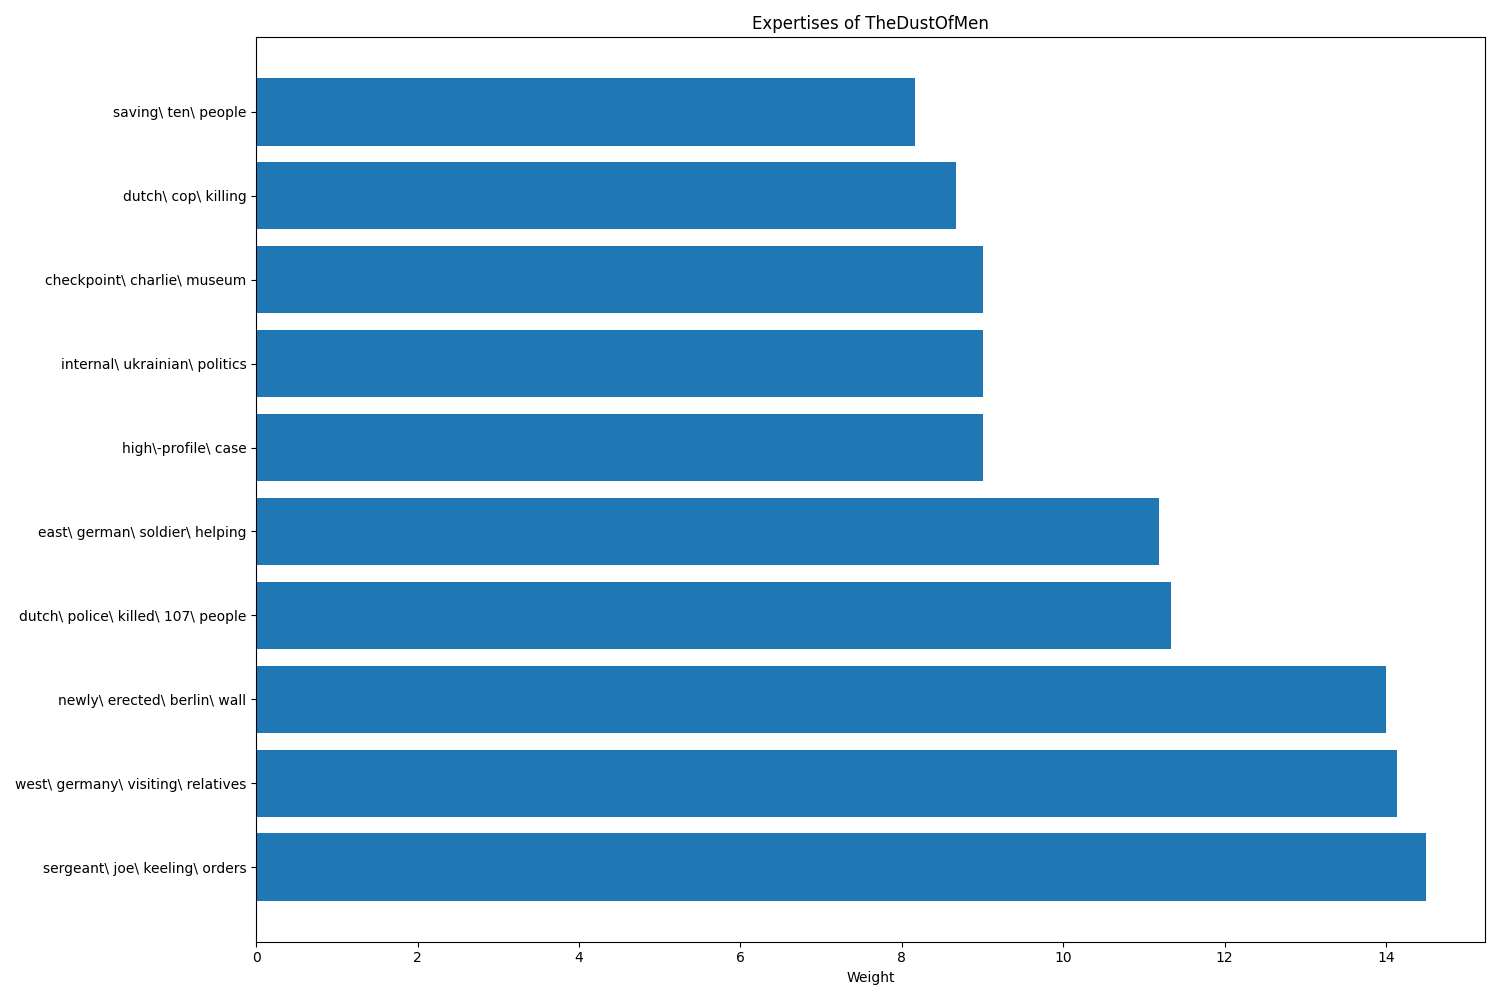 Expertises of TheDustOfMen
saving\ ten\ people
dutch\ cop\ killing
checkpoint\ charlie\ museum
internal\ ukrainian\ politics
high\-profile\ case
east\ german\ soldier\ helping
dutch\ police\ killed\ 107\ people
newly\ erected\ berlin\ wall
west\ germany\ visiting\ relatives
sergeant\ joe\ keeling\ orders
0 2 4 6 8 10 12 14
Weight